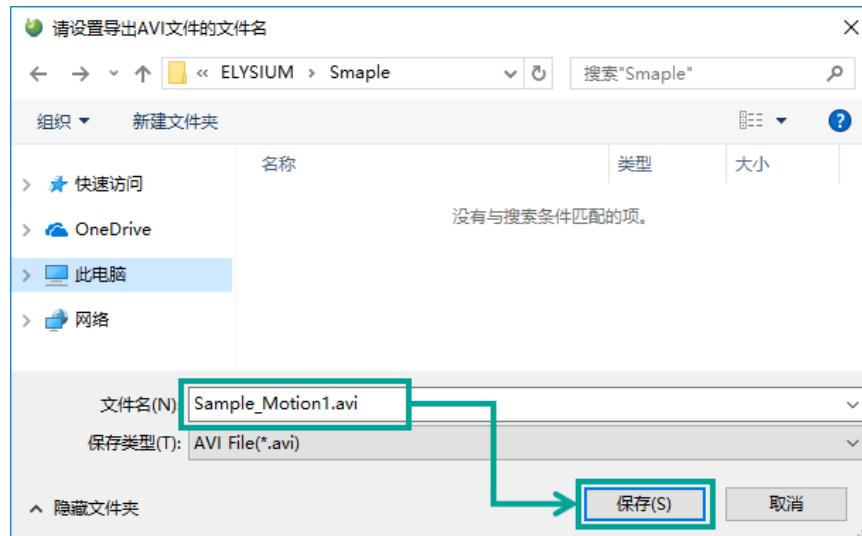 请设置导出AVI文件的文件名
« ELYSIUM > Smaple
搜索"Smaple"
组织 新建文件夹
名称 类型 大小
快速访问
没有与搜索条件匹配的项。
OneDrive
此电脑
网络
文件名(N): Sample_Motion1.avi
保存类型(T): AVI File(*.avi)
隐藏文件夹 保存(S) 取消